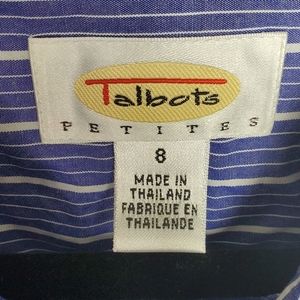 Talbots
PETITES
8
MADE IN
THAILAND
FABRIQUE EN
THAILANDE